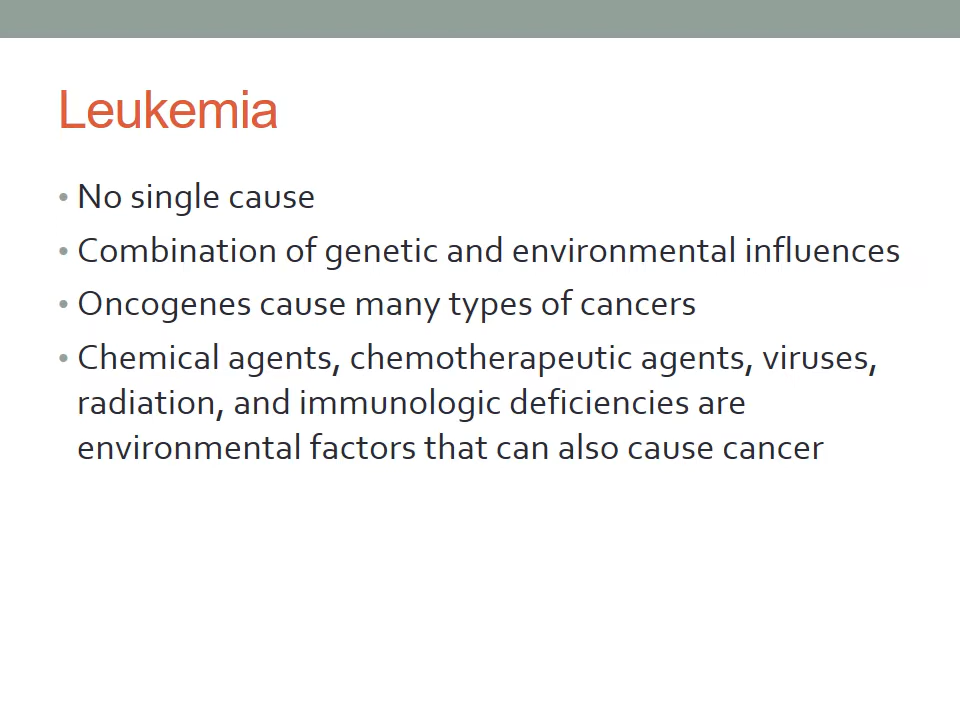 Leukemia
• No single cause
• Combination of genetic and environmental influences
• Oncogenes cause many types of cancers
• Chemical agents, chemotherapeutic agents, viruses,
radiation, and immunologic deficiencies are
environmental factors that can also cause cancer